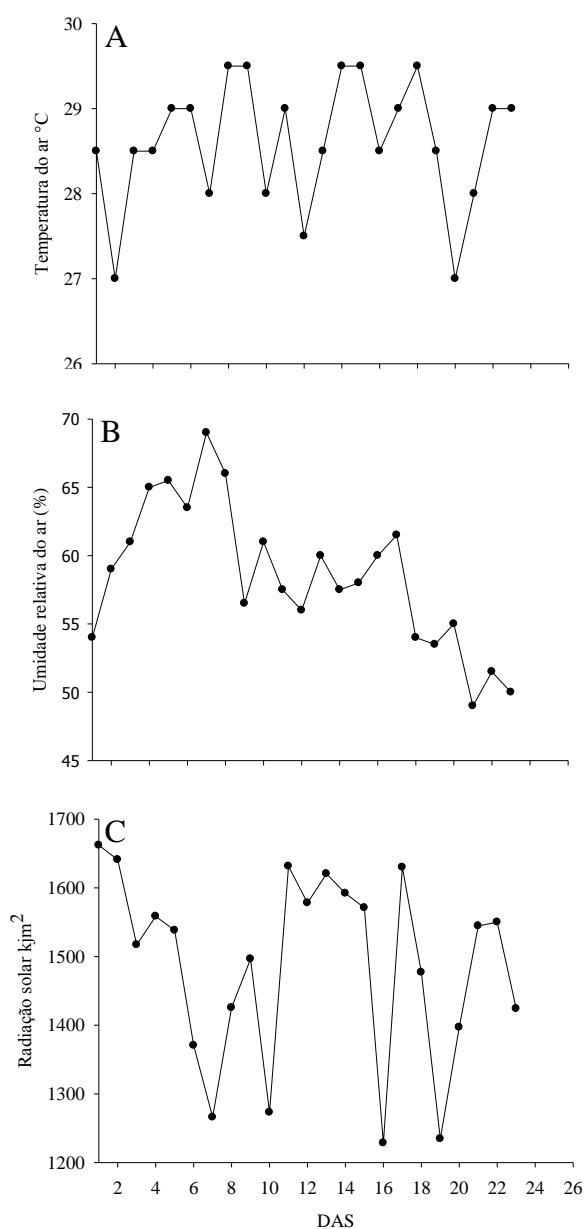 A
30
29
28
27
26
Temperatura do ar °C
B
70
65
60
55
50
45
Umidade relativa do ar (%)
C
1700
1600
1500
1400
1300
1200
Radiação solar kjm²
2 4 6 8 10 12 14 16 18 20 22 24 26
DAS